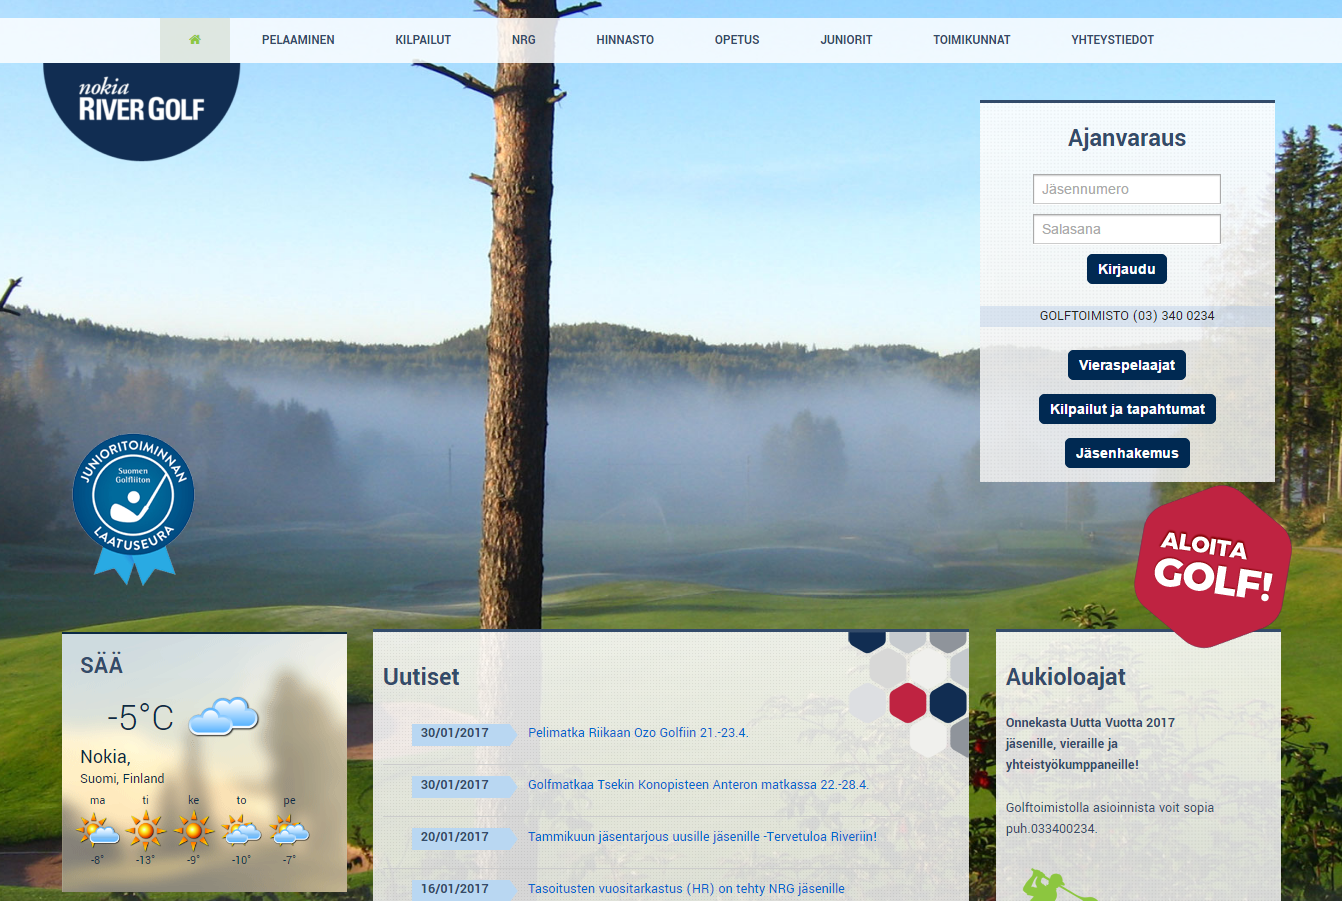 PELAAMINEN KILPAILUT NRG HINNASTO OPETUS JUNIORIT TOIMIKUNNAT YHTEYSTIEDOT
nokia
RIVER GOLF
Ajanvaraus
Jäsennumero
Salasana
Kirjaudu
GOLFTOIMISTO (03) 340 0234
Vieraspelaajat
Kilpailut ja tapahtumat
Jäsenhakemus
JUNIORITOIMINNAN
Suomen
Golfliiton
LAATUSEURA
ALOITA
GOLF!
SÄÄ
-5°C
Nokia,
Suomi, Finland
ma ti ke to pe
-8° -13° -9° -10° -7°
Uutiset
30/01/2017 Pelimatka Riikaan Ozo Golfiin 21.-23.4.
30/01/2017 Golfmatkaa Tsekin Konopisteen Anteron matkassa 22.-28.4.
20/01/2017 Tammikuun jäsentarjous uusille jäsenille -Tervetuloa Riveriin!
16/01/2017 Tasoitusten vuositarkastus (HR) on tehty NRG jäsenille
Aukioloajat
Onnekasta Uutta Vuotta 2017
jäsenille, vieraille ja
yhteistyökumppaneille!
Golftoimistolla asioinnista voit sopia
puh.033400234.